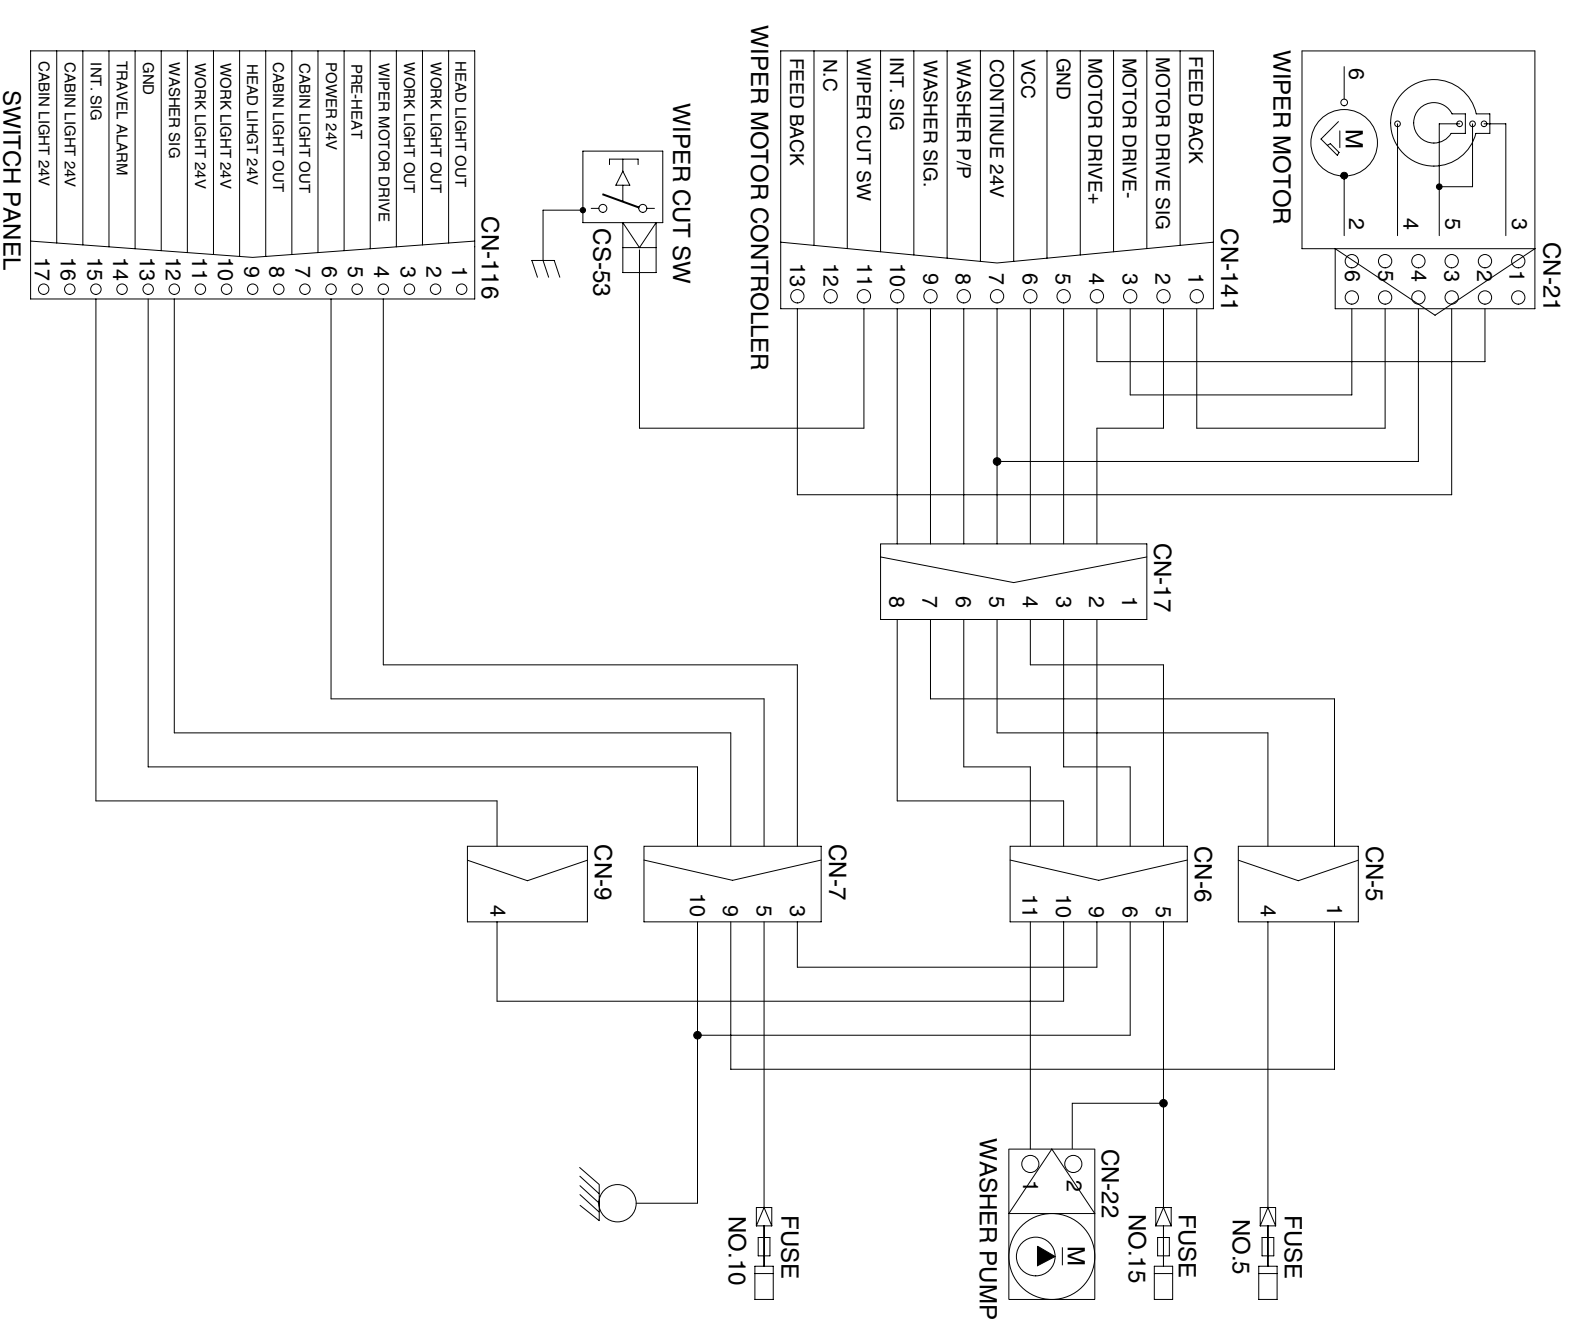 CN-21
3
5
4
2
6
M
1
2
3
4
5
6
WIPER MOTOR
CN-141
FEED BACK 1
MOTOR DRIVE SIG 2
MOTOR DRIVE- 3
MOTOR DRIVE+ 4
GND 5
VCC 6
CONTINUE 24V 7
WASHER P/P 8
WASHER SIG. 9
INT. SIG 10
WIPER CUT SW 11
N.C 12
FEED BACK 13
WIPER MOTOR CONTROLLER
WIPER CUT SW
CS-53
CN-116
HEAD LIGHT OUT 1
WORK LIGHT OUT 2
WORK LIGHT OUT 3
WIPER MOTOR DRIVE 4
PRE-HEAT 5
POWER 24V 6
CABIN LIGHT OUT 7
CABIN LIGHT OUT 8
HEAD LIHGT 24V 9
WORK LIGHT 24V 10
WORK LIGHT 24V 11
WASHER SIG 12
GND 13
TRAVEL ALARM 14
INT. SIG 15
CABIN LIGHT 24V 16
CABIN LIGHT 24V 17
SWITCH PANEL
CN-17
1
2
3
4
5
6
7
8
CN-5
1
4
CN-6
5
6
9
10
11
CN-7
3
5
9
10
CN-9
4
FUSE
NO.5
FUSE
NO.15
CN-22
2
1
M
WASHER PUMP
FUSE
NO.10